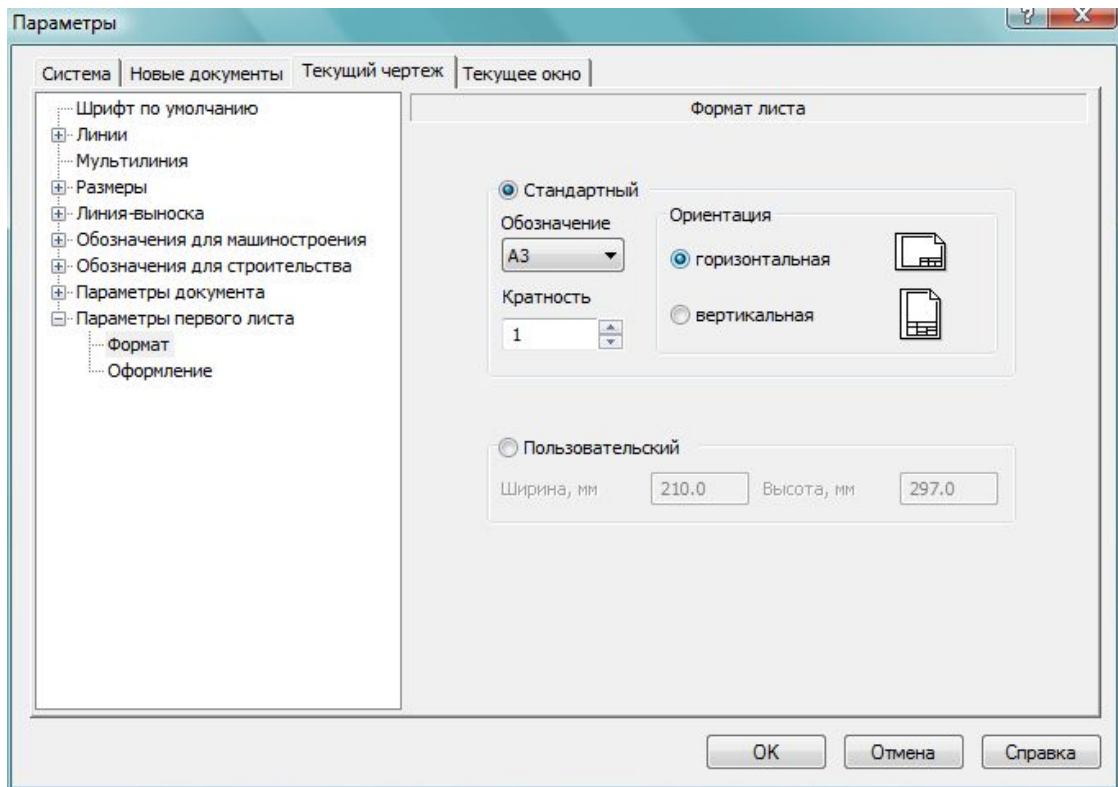 Параметры
?
X
Система Новые документы Текущий чертеж Текущее окно
Шрифт по умолчанию
Линии
Мультилиния
Размеры
Линия-выноска
Обозначения для машиностроения
Обозначения для строительства
Параметры документа
Параметры первого листа
Формат
Оформление
Формат листа
Стандартный
Обозначение
А3
Кратность
1
Ориентация
горизонтальная
вертикальная
Пользовательский
Ширина, мм 210.0 Высота, мм 297.0
ОК Отмена Справка